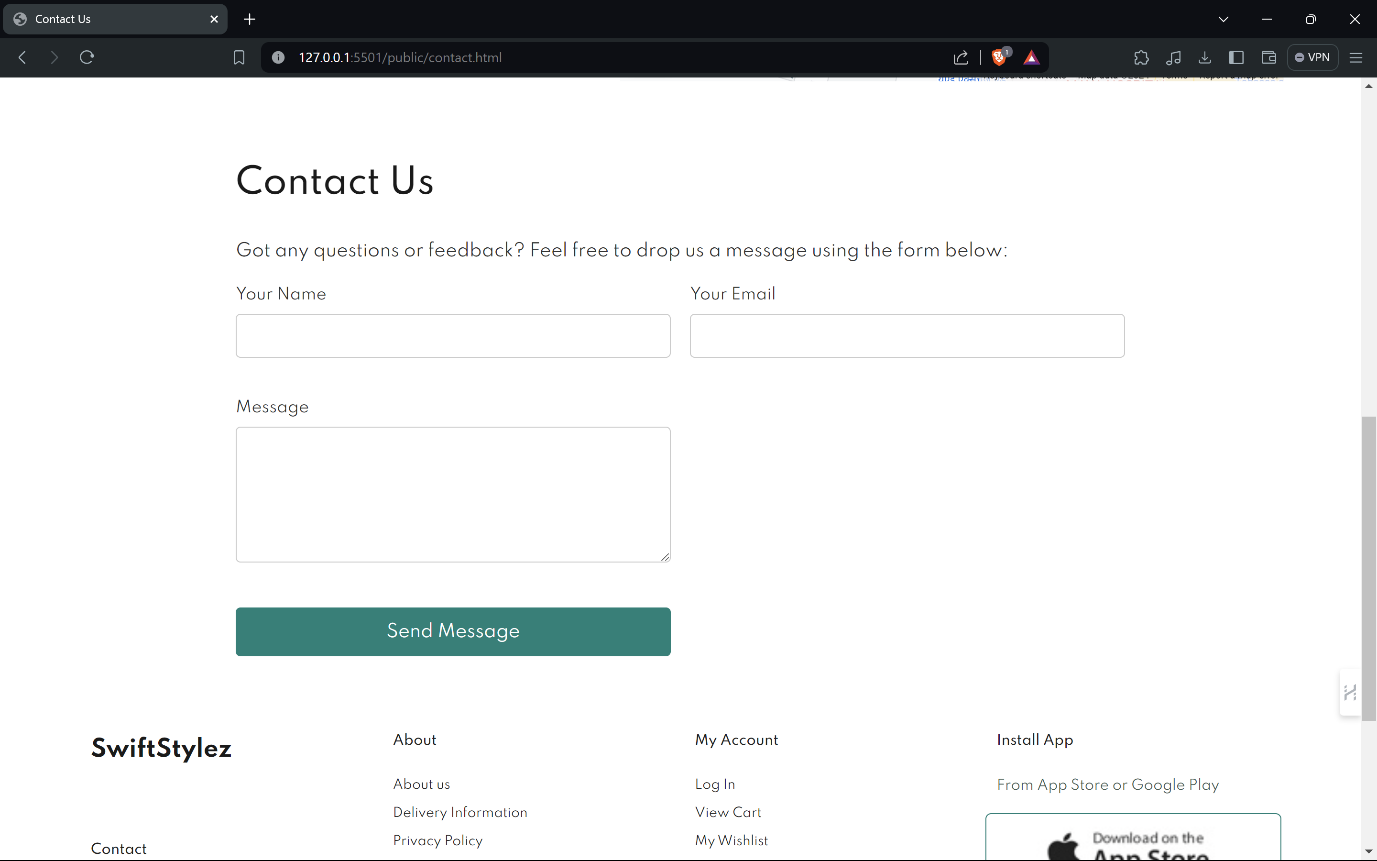 Contact Us
127.0.0.1:5501/public/contact.html
1
VPN
Contact Us
Got any questions or feedback? Feel free to drop us a message using the form below:
Your Name
Your Email
Message
Send Message
SwiftStylez
About
My Account
Install App
About us
Log In
From App Store or Google Play
Delivery Information
View Cart
Privacy Policy
My Wishlist
Contact
Download on the
App Store